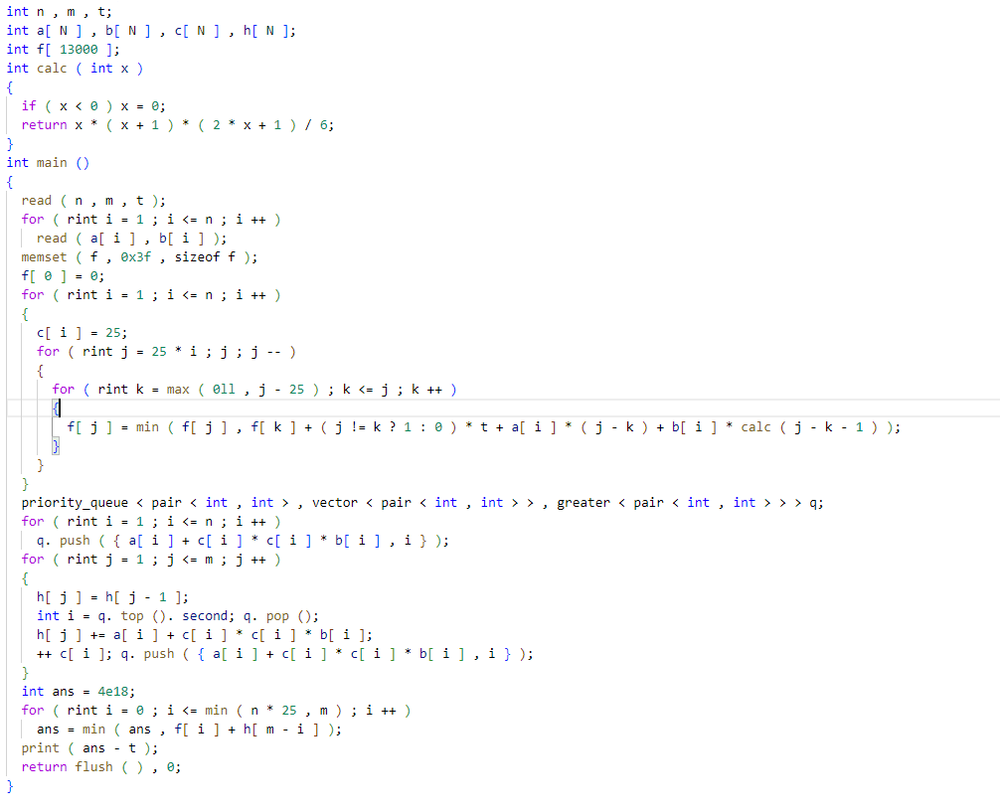 int n , m , t;
int a[ N ] , b[ N ] , c[ N ] , h[ N ];
int f[ 13000 ];
int calc ( int x )
{
if ( x < 0 ) x = 0;
return x * ( x + 1 ) * ( 2 * x + 1 ) / 6;
}
int main ()
{
read ( n , m , t );
for ( rint i = 1 ; i <= n ; i ++ )
read ( a[ i ] , b[ i ] );
memset ( f , 0x3f , sizeof f );
f[ 0 ] = 0;
for ( rint i = 1 ; i <= n ; i ++ )
{
c[ i ] = 25;
for ( rint j = 25 * i ; j ; j -- )
{
for ( rint k = max ( 0ll , j - 25 ) ; k <= j ; k ++ )
{
f[ j ] = min ( f[ j ] , f[ k ] + ( j != k ? 1 : 0 ) * t + a[ i ] * ( j - k ) + b[ i ] * calc ( j - k - 1 ) );
}
}
}
priority_queue < pair < int , int > , vector < pair < int , int > > , greater < pair < int , int > > > q;
for ( rint i = 1 ; i <= n ; i ++ )
q. push ( { a[ i ] + c[ i ] * c[ i ] * b[ i ] , i } );
for ( rint j = 1 ; j <= m ; j ++ )
{
h[ j ] = h[ j - 1 ];
int i = q. top (). second; q. pop ();
h[ j ] += a[ i ] + c[ i ] * c[ i ] * b[ i ];
++ c[ i ]; q. push ( { a[ i ] + c[ i ] * c[ i ] * b[ i ] , i } );
}
int ans = 4e18;
for ( rint i = 0 ; i <= min ( n * 25 , m ) ; i ++ )
ans = min ( ans , f[ i ] + h[ m - i ] );
print ( ans - t );
return flush ( ) , 0;
}